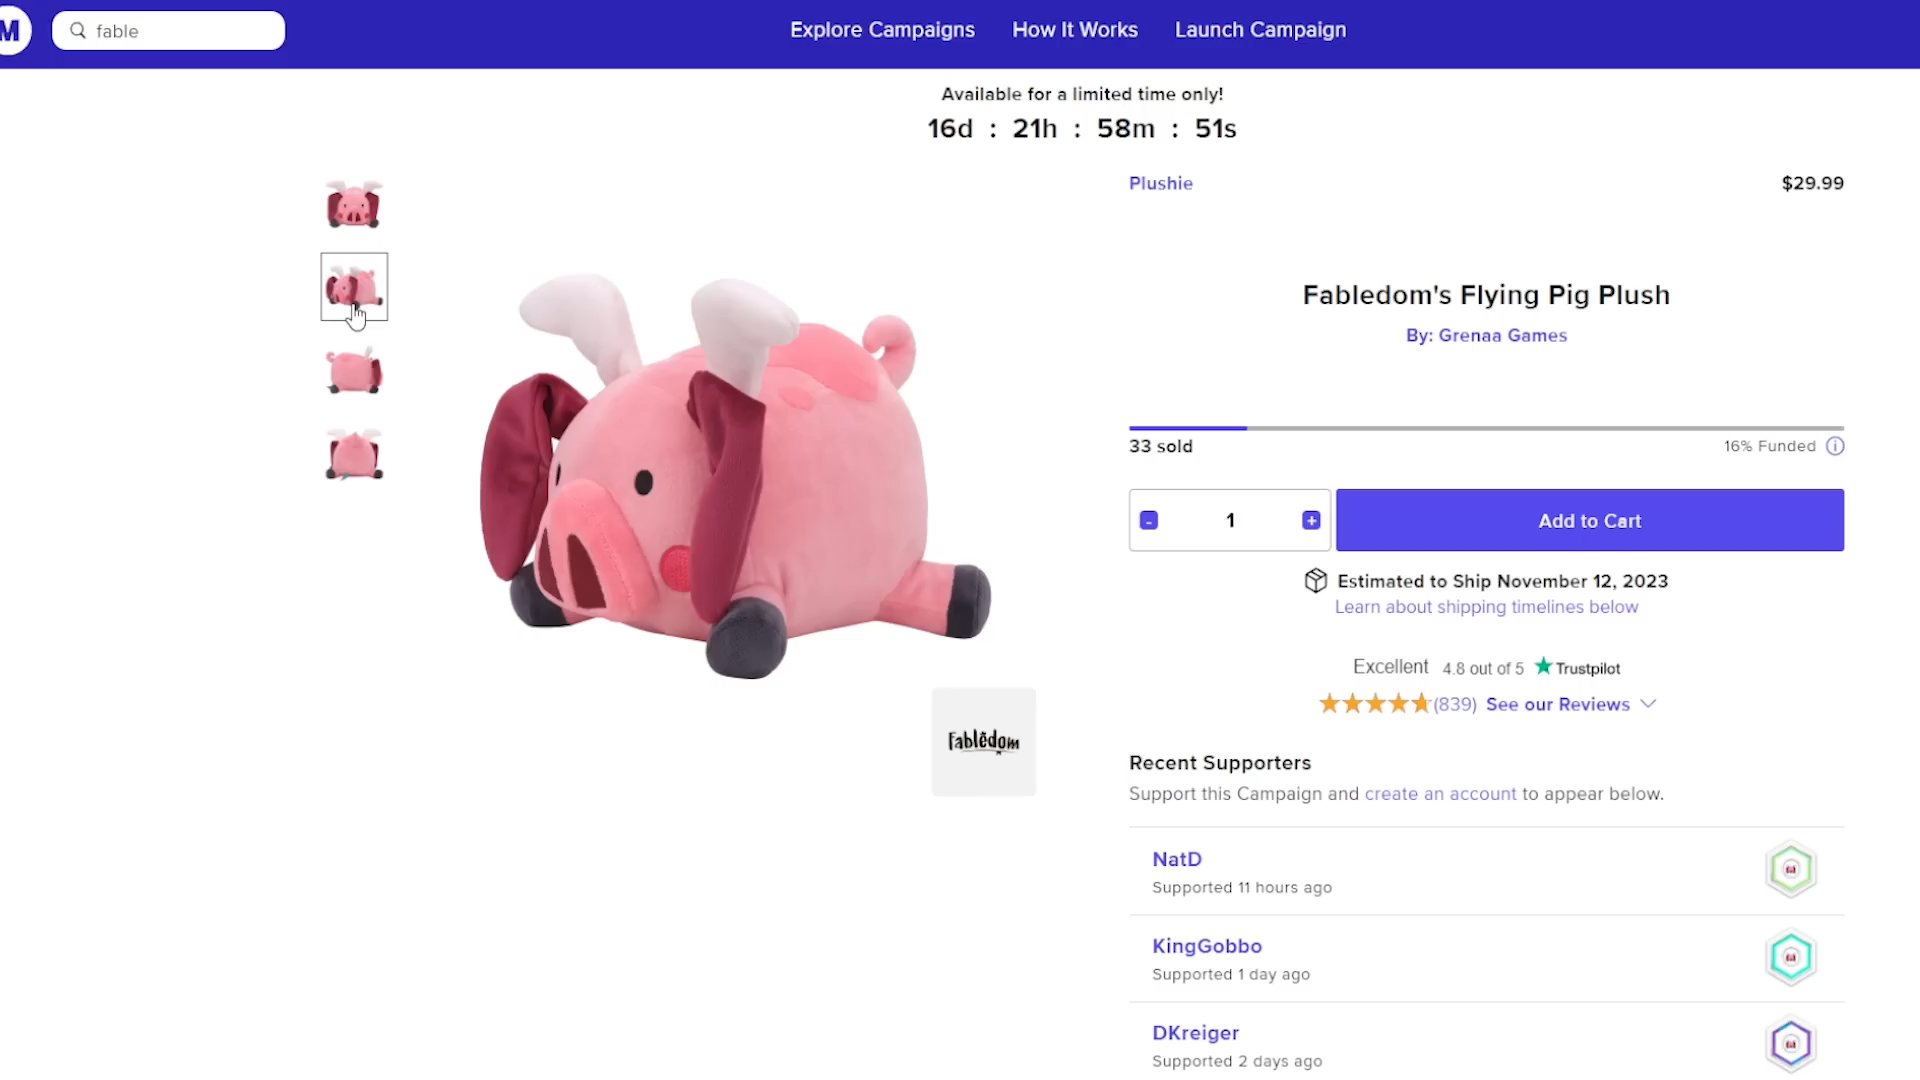 M
fable
Explore Campaigns
How It Works
Launch Campaign
Available for a limited time only!
16d : 21h : 58m : 51s
Plushie
$29.99
Fabledom's Flying Pig Plush
By: Grenaa Games
33 sold
16% Funded
-
1
+
Add to Cart
Estimated to Ship November 12, 2023
Learn about shipping timelines below
Excellent 4.8 out of 5 Trustpilot
(839) See our Reviews
Fabledom
Recent Supporters
Support this Campaign and create an account to appear below.
NatD
Supported 11 hours ago
KingGobbo
Supported 1 day ago
DKreiger
Supported 2 days ago